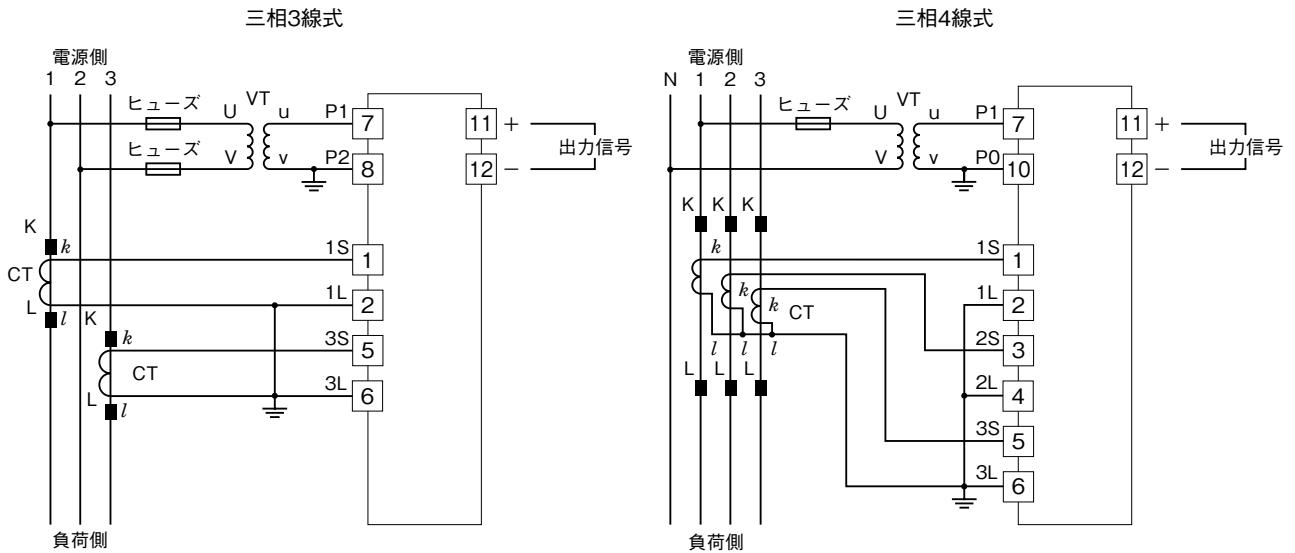 三相3線式
電源側
1 2 3
ヒューズ
U VT u P1 7
ヒューズ
V v P2 8
11 +
12 −
出力信号
K
k
1S 1
CT
L
l
1L 2
K
k
3S 5
CT
L
l
3L 6
負荷側
三相4線式
電源側
N 1 2 3
ヒューズ
U VT u P1 7
V v P0 10
11 +
12 −
出力信号
K K K
k
1S 1
k
k
CT
1L 2
l l l
2S 3
L L L
2L 4
3S 5
3L 6
負荷側